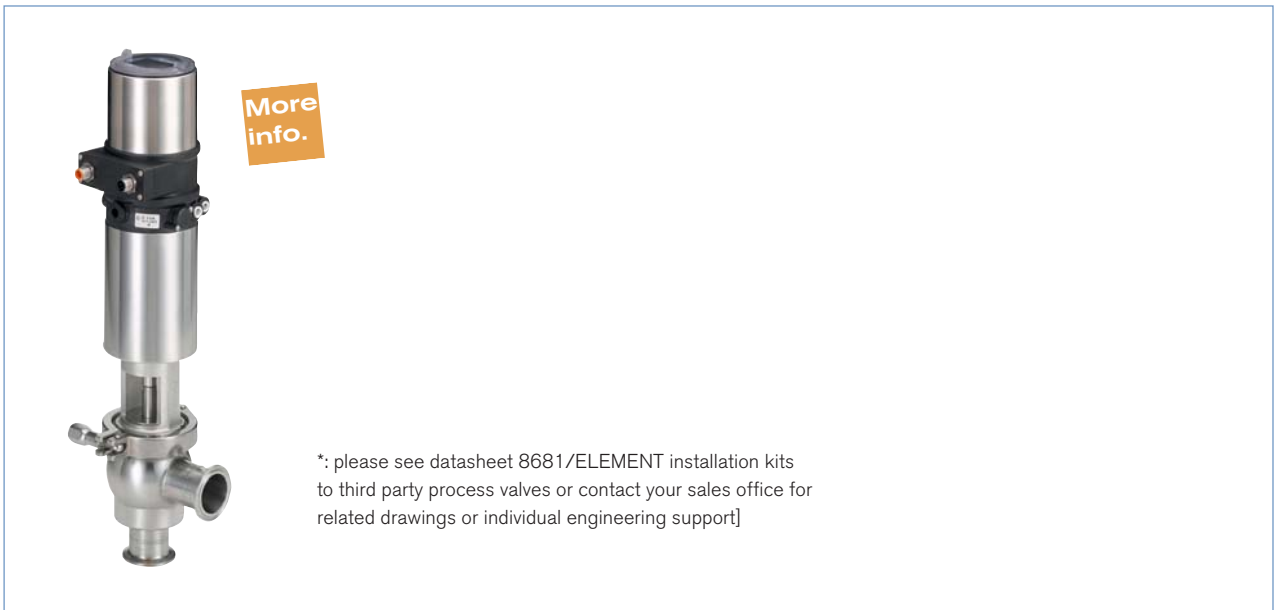 More
info.
*: please see datasheet 8681/ELEMENT installation kits
to third party process valves or contact your sales office for
related drawings or individual engineering support]